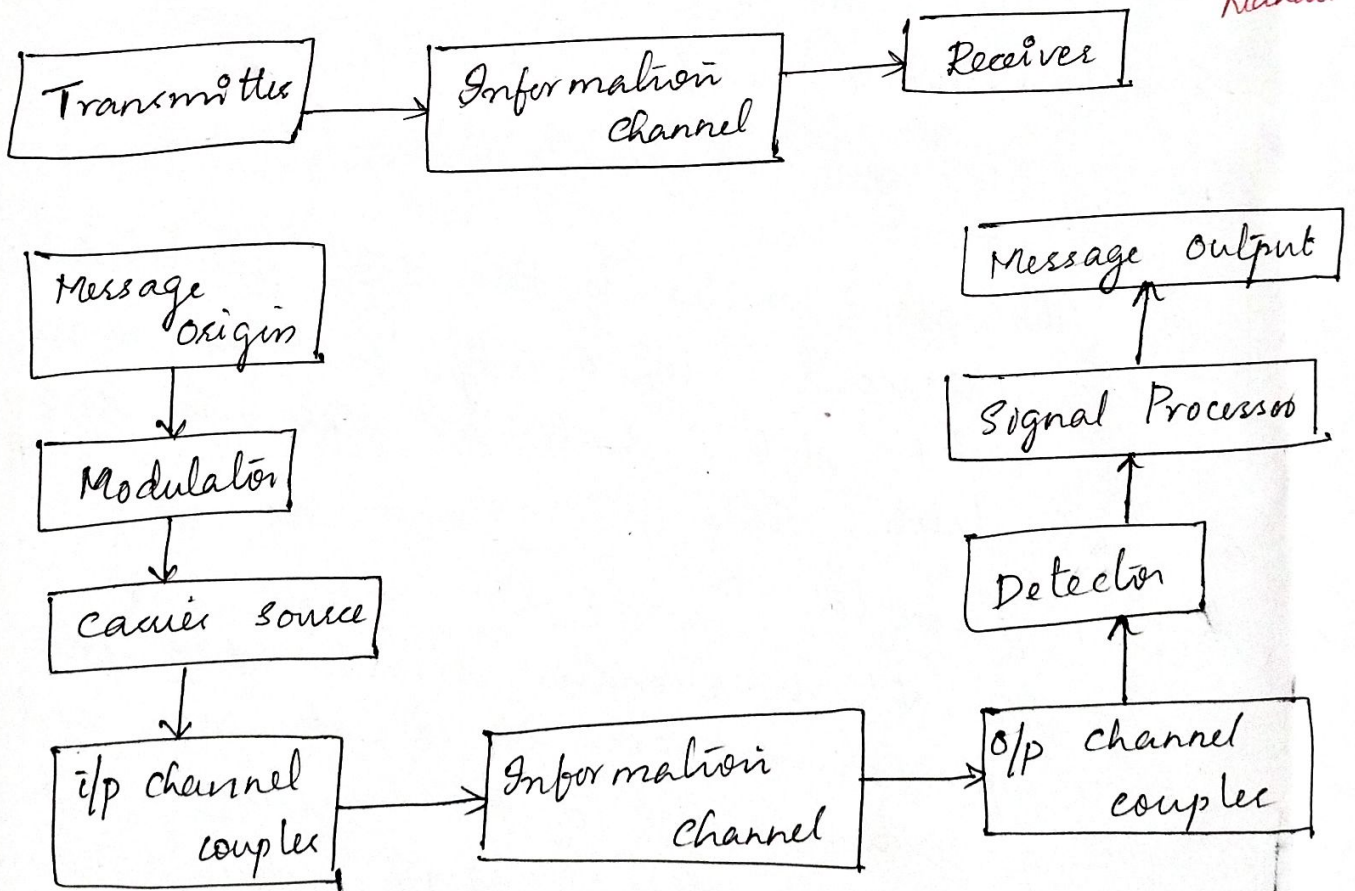 Transmitter
Information
Channel
Receiver
Message
origin
Modulator
Carrier source
i/p channel
coupler
Information
Channel
O/p channel
coupler
Detector
Signal Processor
Message output